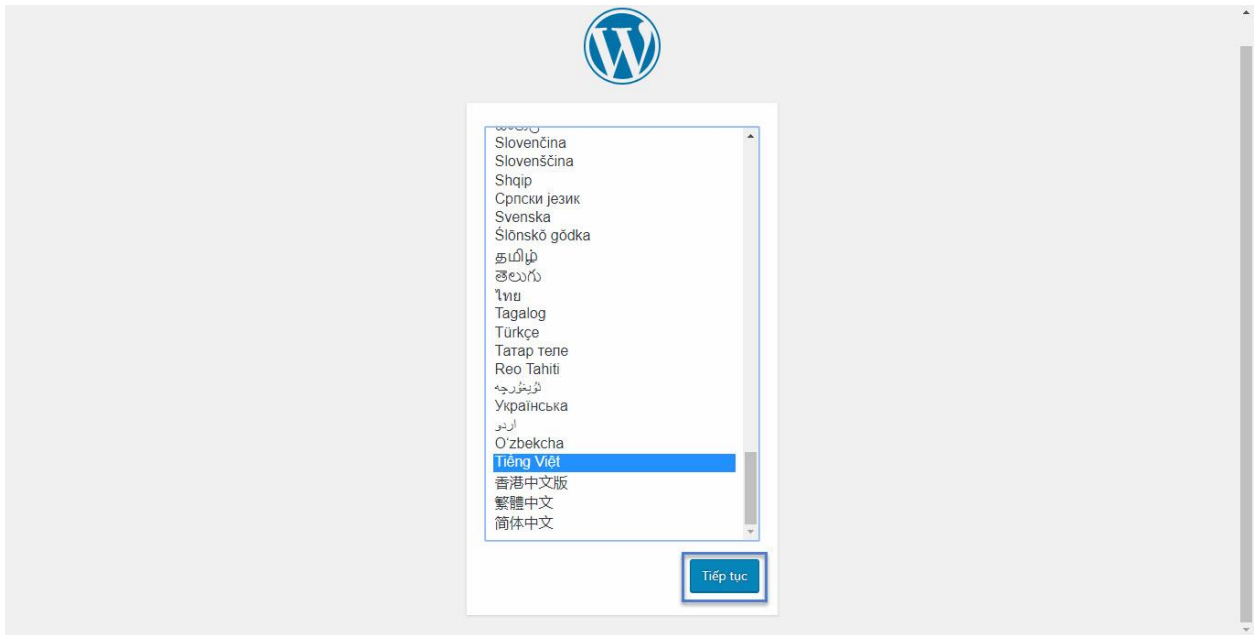 Slovenčina
Slovenščina
Shqip
Српски језик
Svenska
Ślōnskŏ gŏdka
தமிழ்
తెలుగు
ไทย
Tagalog
Türkçe
Татар теле
Reo Tahiti
ئۇيغۇرچە
Українська
اردو
O‘zbekcha
Tiếng Việt
香港中文版
繁體中文
简体中文
Tiếp tục